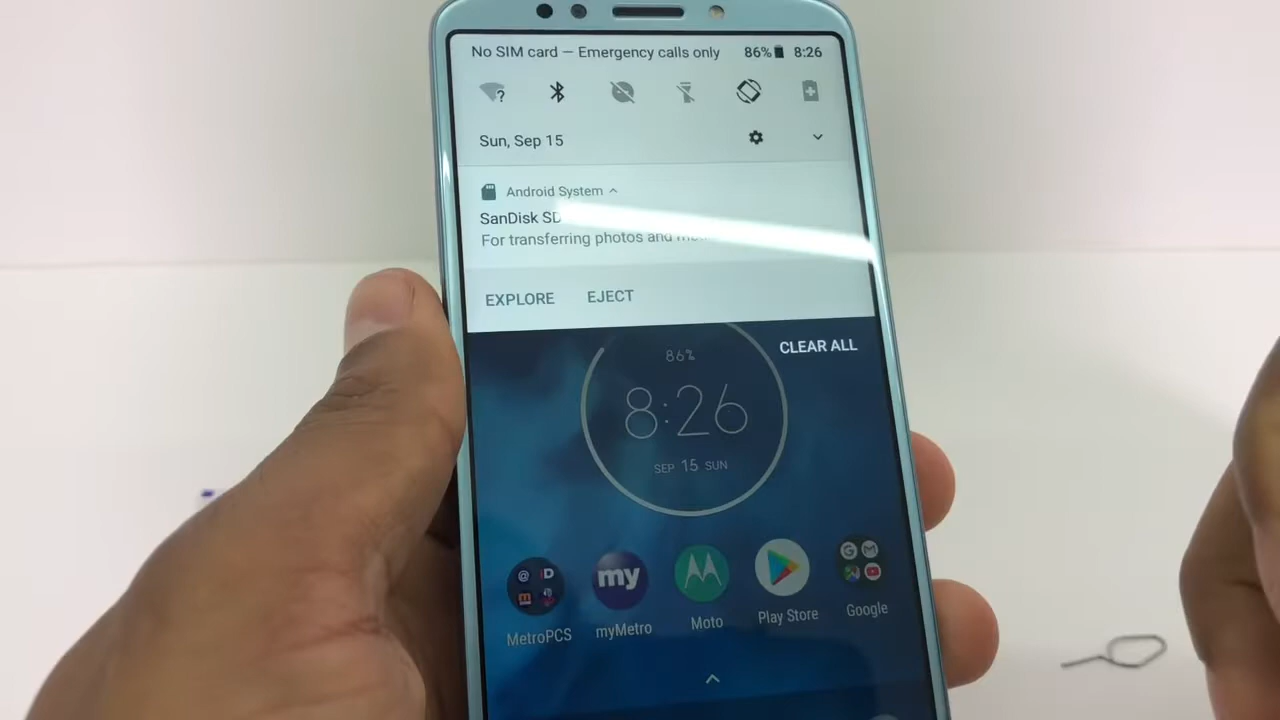 No SIM card — Emergency calls only 86% 8:26
Sun, Sep 15
Android System
SanDisk SD
For transferring photos and
EXPLORE EJECT
CLEAR ALL
86%
8:26
SEP 15 SUN
MetroPCS
my
myMetro
Moto
Play Store
Google